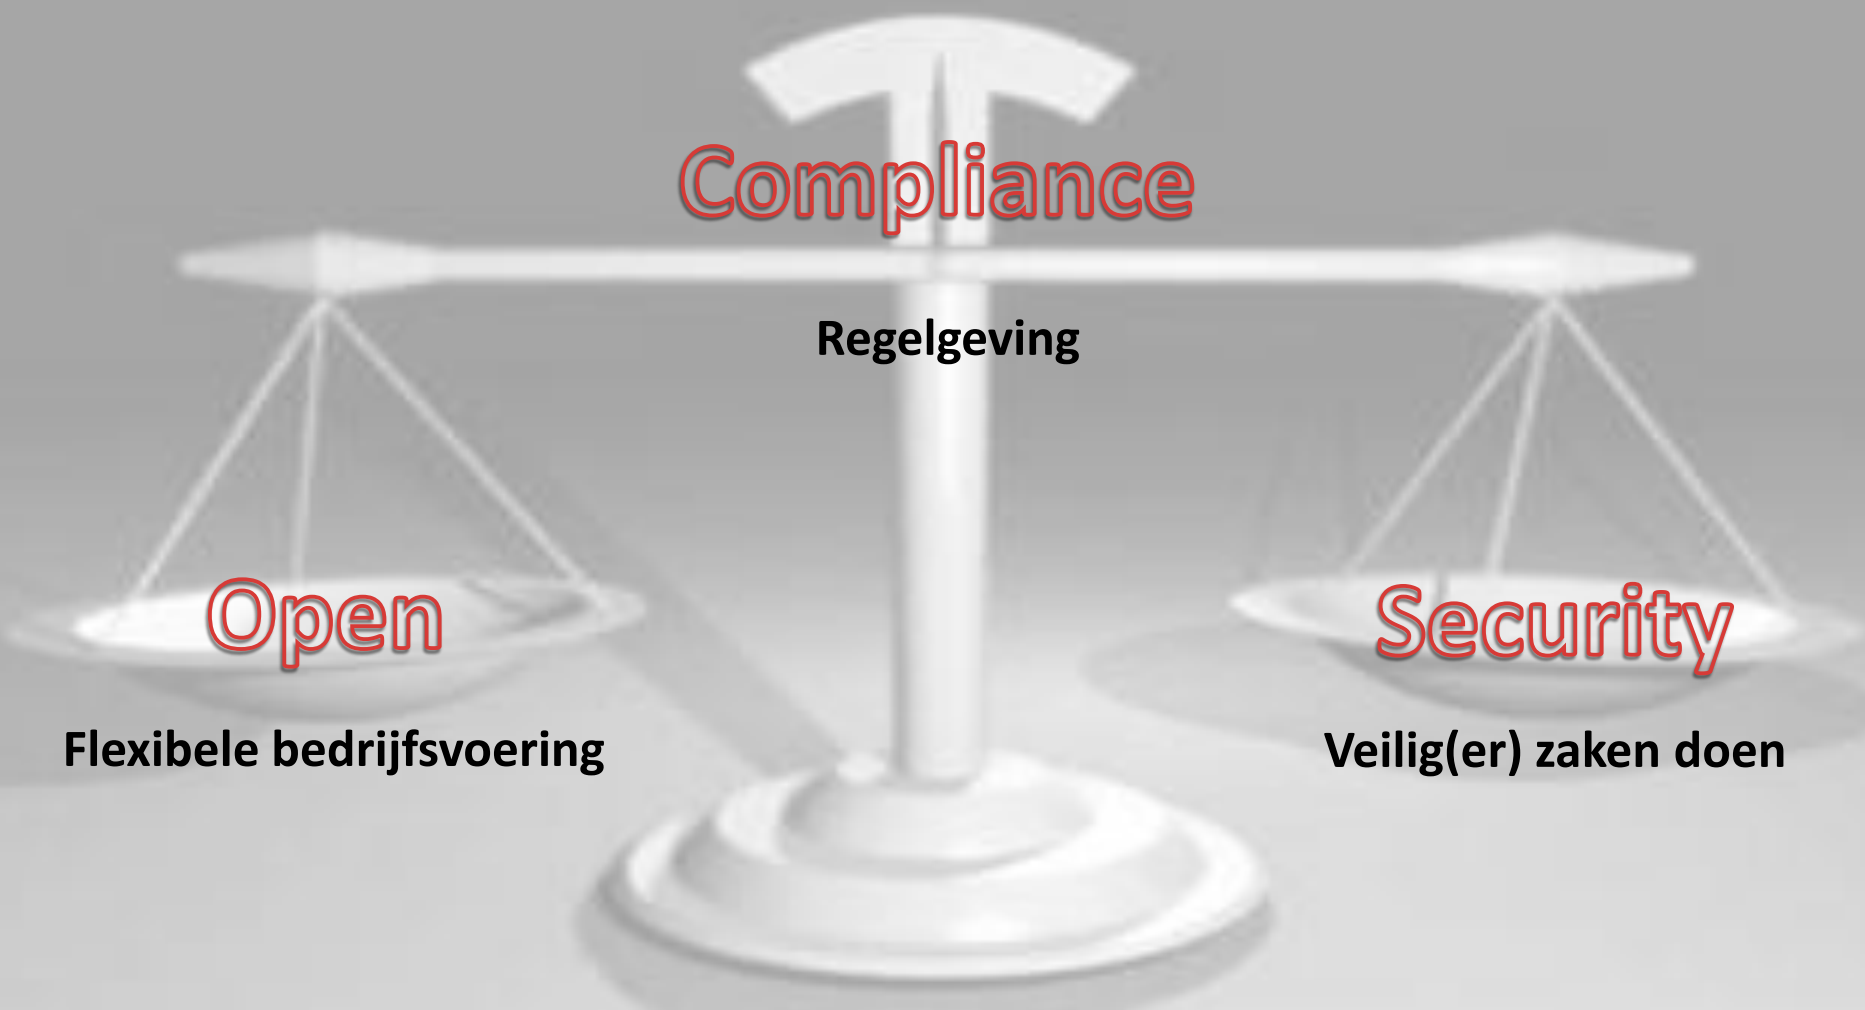 Compliance
Regelgeving
Open
Security
Flexibele bedrijfsvoering
Veilig(er) zaken doen